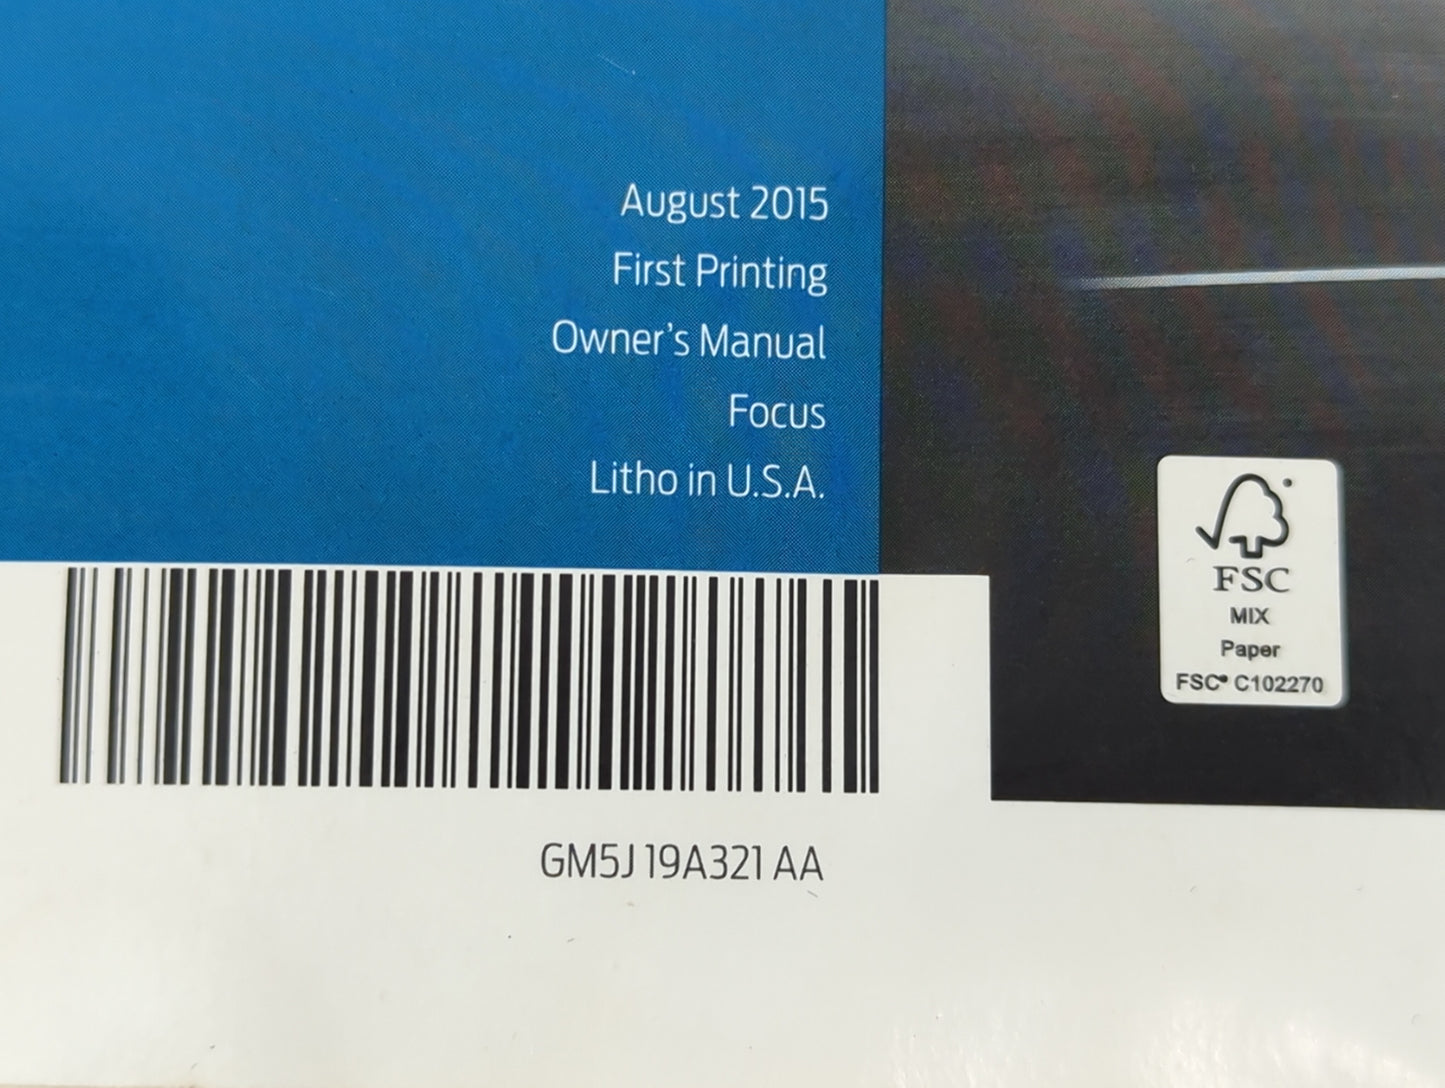 August 2015
First Printing
Owner's Manual
Focus
Litho in U.S.A.
FSC
MIX
Paper
FSC® C102270
GM5J 19A321 AA